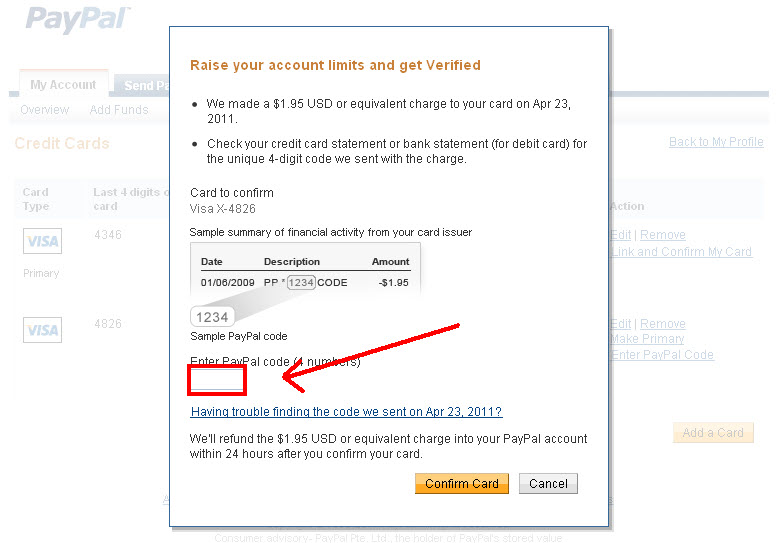 PayPal
My Account
Send Pa
Overview Add Funds
Credit Cards
Back to My Profile
Card Type
Last 4 digits o
card
Action
VISA
4346
Edit | Remove
Link and Confirm My Card
Primary
VISA
4826
Edit | Remove
Make Primary
Enter PayPal Code
Add a Card
Raise your account limits and get Verified
We made a $1.95 USD or equivalent charge to your card on Apr 23,
2011.
Check your credit card statement or bank statement (for debit card) for
the unique 4-digit code we sent with the charge.
Card to confirm
Visa X-4826
Sample summary of financial activity from your card issuer
Date Description Amount
01/06/2009 PP * 1234 CODE -$1.95
1234
Sample PayPal code
Enter PayPal code (4 numbers)
Having trouble finding the code we sent on Apr 23, 2011?
We'll refund the $1.95 USD or equivalent charge into your PayPal account
within 24 hours after you confirm your card.
Confirm Card Cancel
Consumer advisory- PayPal Pte. Ltd., the holder of PayPal's stored value